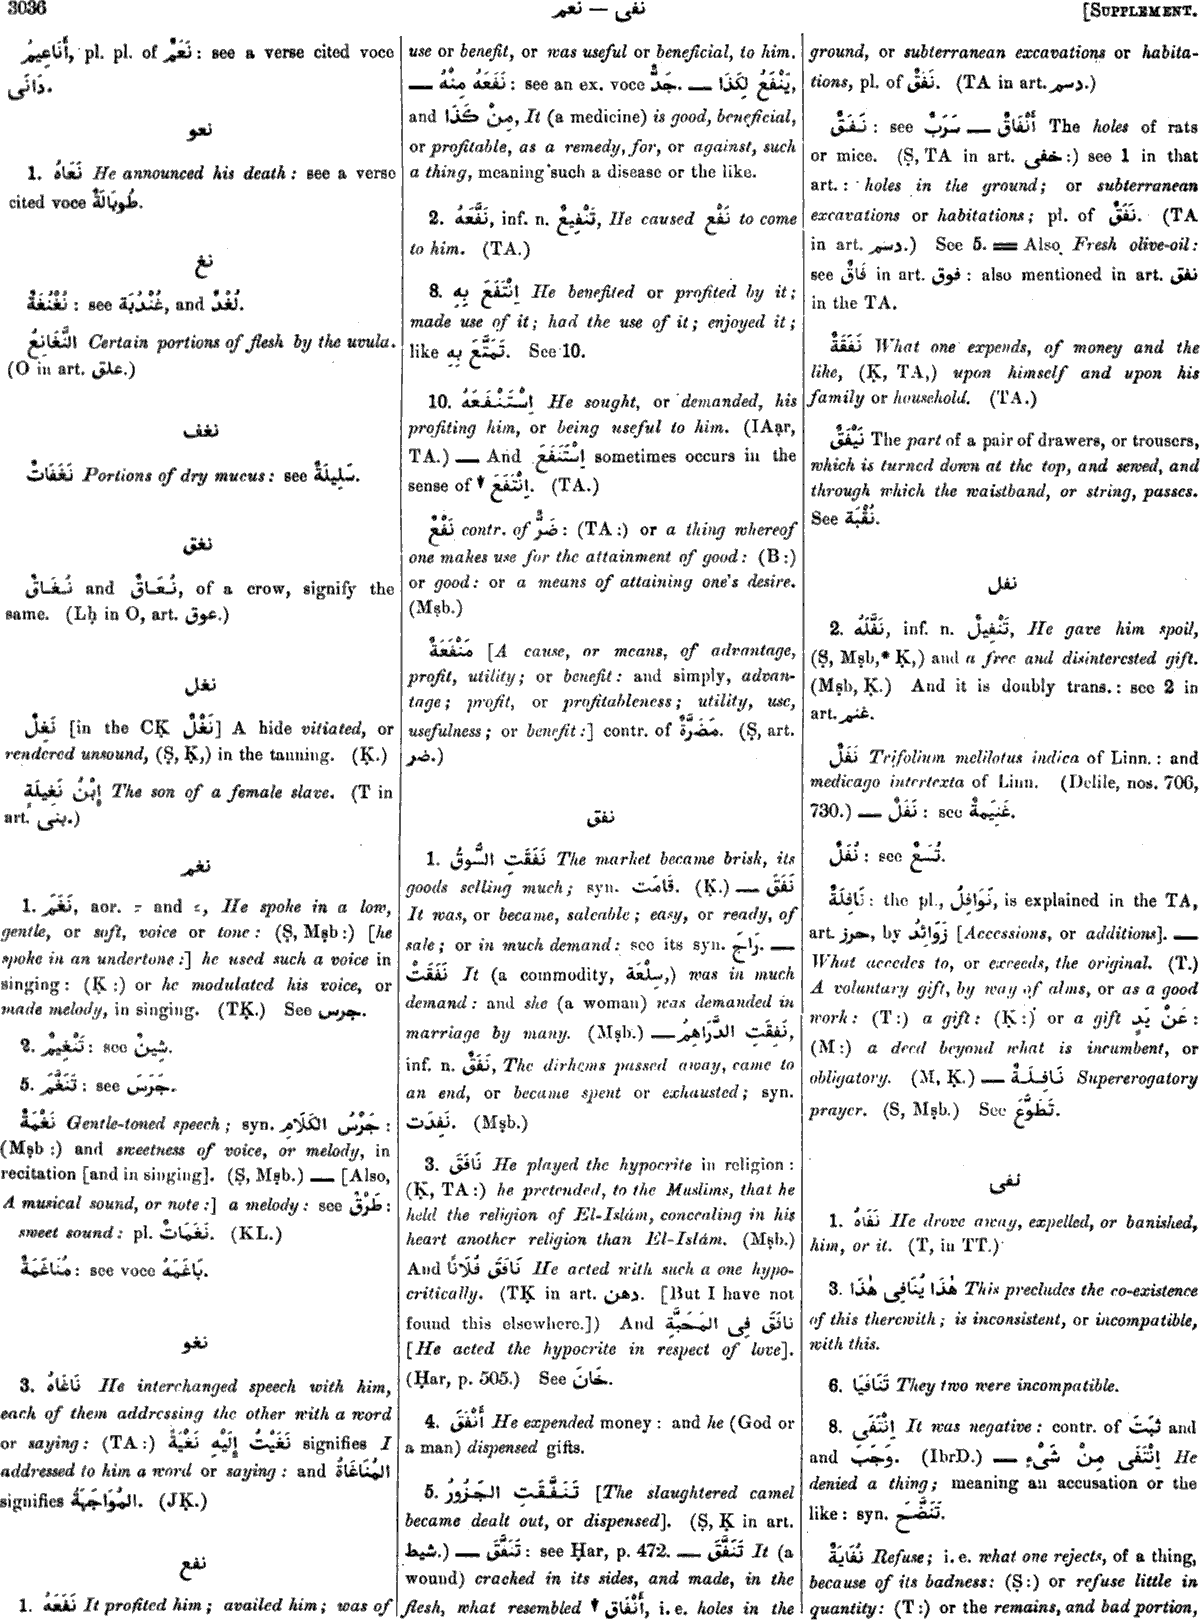 3036
نفى — نعم
[SUPPLEMENT.
أَنَاعِيمُ, pl. pl. of نَعَمٌ: see a verse cited voce
دَانَى.
نعو
1. نَعَاهُ He announced his death: see a verse
cited voce طُوبَالَةٌ.
نغ
نُغْنُغَةٌ: see غُنْدُبَة, and لُغْدٌ.
النَّغَانِغُ Certain portions of flesh by the uvula.
(O in art. علق.)
نغف
نَغَفَاتٌ Portions of dry mucus: see سَلِيلَةٌ.
نغق
نُغَاقٌ and نُعَاقٌ, of a crow, signify the
same. (Lḥ in O, art. عوق.)
نغل
نَغِلٌ [in the CḲ نَغْلٌ] A hide vitiated, or
rendered unsound, (Ṣ, Ḳ,) in the tanning. (Ḳ.)
إِبْنُ نَغِيلَةٍ The son of a female slave. (T in
art. بنى.)
نغم
1. نَغَمَ, aor. ـِ and ـَ, He spoke in a low,
gentle, or soft, voice or tone: (Ṣ, Mṣb:) [he
spoke in an undertone:] he used such a voice in
singing: (Ḳ:) or he modulated his voice, or
made melody, in singing. (TḲ.) See جرس.
2. تَنْغِيمٌ: see شِينٌ.
5. تَنَغَّمَ: see جَرَسَ.
نَغْمَةٌ Gentle-toned speech; syn. جَرْسُ الكَلَامِ:
(Mṣb:) and sweetness of voice, or melody, in
recitation [and in singing]. (Ṣ, Mṣb.) — [Also,
A musical sound, or note:] a melody: see طَرْقٌ:
sweet sound: pl. نَغَمَاتٌ. (KL.)
مُنَاغَمَةٌ: see voce بَاغَمَهُ.
نغو
3. نَاغَاهُ He interchanged speech with him,
each of them addressing the other with a word
or saying: (TA:) نَغَيْتُ إِلَيْهِ نَغْيَةً signifies I
addressed to him a word or saying: and المُنَاغَاةُ
signifies المُوَاجَهَةُ. (JḲ.)
نفع
1. نَفَعَهُ It profited him; availed him; was of
use or benefit, or was useful or beneficial, to him.
— نَفَعَهُ مِنْهُ: see an ex. voce جَدٌّ. — يَنْفَعُ لِكَذَا,
and مِنْ كَذَا, It (a medicine) is good, beneficial,
or profitable, as a remedy, for, or against, such
a thing, meaning such a disease or the like.
2. نَفَّعَهُ, inf. n. تَنْفِيعٌ, He caused نَفْع to come
to him. (TA.)
8. اِنْتَفَعَ بِهِ He benefited or profited by it;
made use of it; had the use of it; enjoyed it;
like تَمَتَّعَ بِهِ. See 10.
10. اِسْتَنْفَعَهُ He sought, or demanded, his
profiting him, or being useful to him. (IAạr,
TA.) — And اِسْتَنْفَعَ sometimes occurs in the
sense of ↓ اِنْتَفَعَ. (TA.)
نَفْعٌ contr. of ضَرٌّ: (TA:) or a thing whereof
one makes use for the attainment of good: (B:)
or good: or a means of attaining one's desire.
(Mṣb.)
مَنْفَعَةٌ [A cause, or means, of advantage,
profit, utility; or benefit: and simply, advan-
tage; profit, or profitableness; utility, use,
usefulness; or benefit:] contr. of مَضَرَّةٌ. (Ṣ, art.
ضر.)
نفق
1. نَفَقَتِ السُّوقُ The market became brisk, its
goods selling much; syn. قَامَت. (Ḳ.) — نَفَقَ
It was, or became, saleable; easy, or ready, of
sale; or in much demand: see its syn. رَاجَ. —
نَفَقَتْ It (a commodity, سِلْعَة,) was in much
demand: and she (a woman) was demanded in
marriage by many. (Mṣb.) — نَفِقَتِ الدَّرَاهِمُ,
inf. n. نَفَقٌ, The dirhems passed away, came to
an end, or became spent or exhausted; syn.
نَفِدَت. (Mṣb.)
3. نَافَقَ He played the hypocrite in religion:
(Ḳ, TA:) he pretended, to the Muslims, that he
held the religion of El-Islám, concealing in his
heart another religion than El-Islám. (Mṣb.)
And نَافَقَ فُلَانًا He acted with such a one hypo-
critically. (TḲ in art. دهن. [But I have not
found this elsewhere.]) And نَافَقَ فِى المَحَبَّةِ
[He acted the hypocrite in respect of love].
(Ḥar, p. 505.) See خَانَ.
4. أَنْفَقَ He expended money: and he (God or
a man) dispensed gifts.
5. تَنَفَّقَتِ الجَزُورُ [The slaughtered camel
became dealt out, or dispensed]. (Ṣ, Ḳ in art.
شيط.) — تَنَفَّقَ: see Ḥar, p. 472. — تَنَفَّقَ It (a
wound) cracked in its sides, and made, in the
flesh, what resembled ↓ أَنْفَاق, i. e. holes in the
ground, or subterranean excavations or habita-
tions, pl. of نَفَقٌ. (TA in art. دسم.)
نَفَقٌ: see سَرَبٌ — أَنْفَاقٌ The holes of rats
or mice. (Ṣ, TA in art. خفى:) see 1 in that
art.: holes in the ground; or subterranean
excavations or habitations; pl. of نَفَقٌ. (TA
in art. دسم.) See 5. ═ Also, Fresh olive-oil:
see فَاقٌ in art. فوق: also mentioned in art. نفق
in the TA.
نَفَقَةٌ What one expends, of money and the
like, (Ḳ, TA,) upon himself and upon his
family or household. (TA.)
نَيْفَقٌ The part of a pair of drawers, or trousers,
which is turned down at the top, and sewed, and
through which the waistband, or string, passes.
See نُقْبَة.
نفل
2. نَفَّلَهُ, inf. n. تَنْفِيلٌ, He gave him spoil,
(Ṣ, Mṣb,* Ḳ,) and a free and disinterested gift.
(Mṣb, Ḳ.) And it is doubly trans.: see 2 in
art. غنم.
نَفَلٌ Trifolium melilotus indica of Linn.: and
medicago intertexta of Linn. (Delile, nos. 706,
730.) — نَفَلٌ: see غَنِيمَةٌ.
نُفَلٌ: see تُسَعٌ.
نَافِلَةٌ: the pl., نَوَافِلُ, is explained in the TA,
art. حرز, by زَوَائِدُ [Accessions, or additions]. —
What accedes to, or exceeds, the original. (T.)
A voluntary gift, by way of alms, or as a good
work: (T:) a gift: (Ḳ:) or a gift عَنْ يَدٍ:
(M:) a deed beyond what is incumbent, or
obligatory. (M, Ḳ.) — نَافِلَةٌ Supererogatory
prayer. (S, Mṣb.) See تَطَوَّعَ.
نفى
1. نَفَاهُ He drove away, expelled, or banished,
him, or it. (T, in TT.)
3. هٰذَا يُنَافِى هٰذَا This precludes the co-existence
of this therewith; is inconsistent, or incompatible,
with this.
6. تَنَافَيَا They two were incompatible.
8. اِنْتَفَى It was negative: contr. of ثَبَتَ and
and وَجَبَ. (IbrD.) — اِنْتَفَى مِنْ شَىْءٍ He
denied a thing; meaning an accusation or the
like: syn. تَنَضَّحَ.
نُفَايَةٌ Refuse; i. e. what one rejects, of a thing,
because of its badness: (Ṣ:) or refuse little in
quantity: (T:) or the remains, and bad portion,